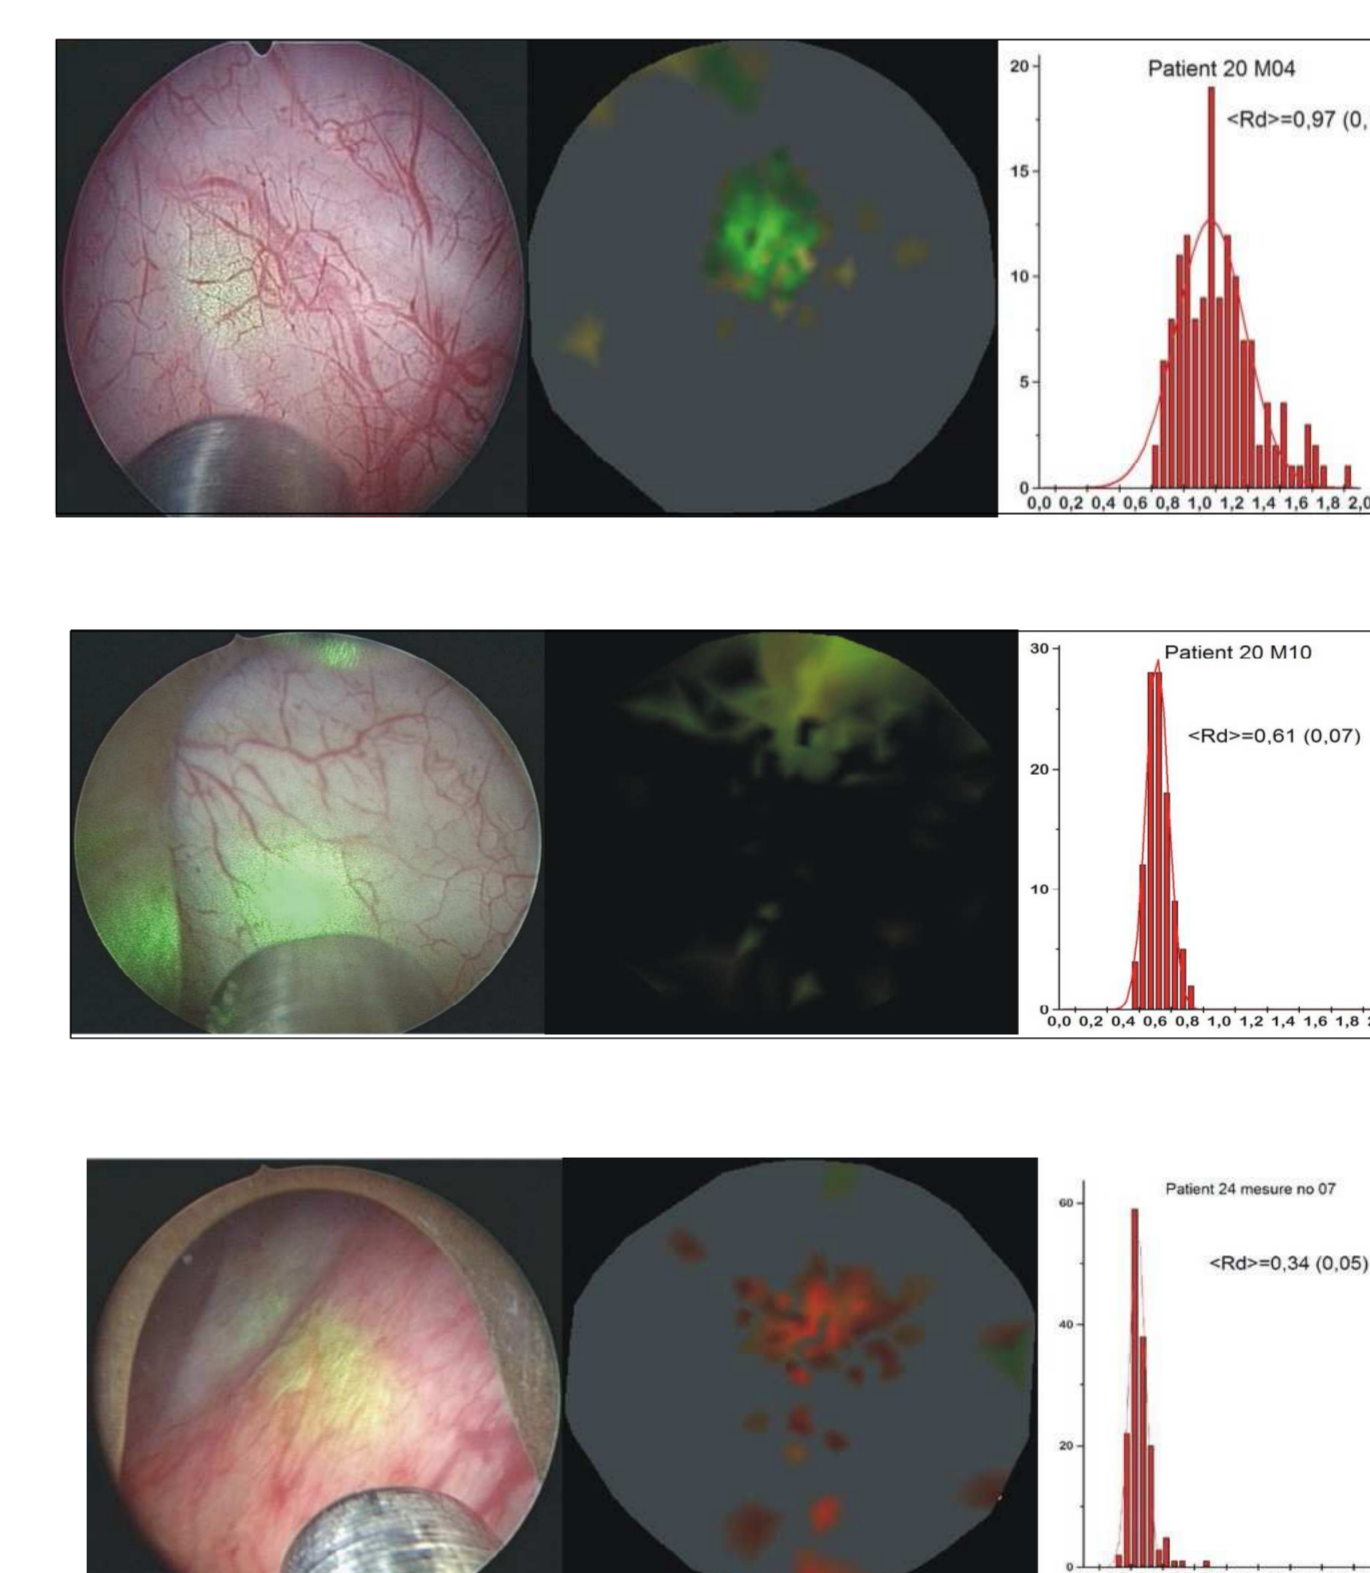 20
Patient 20 M04
<Rd>=0,97 (0,
15
10
5
0
0,0 0,2 0,4 0,6 0,8 1,0 1,2 1,4 1,6 1,8 2,0
30
Patient 20 M10
<Rd>=0,61 (0,07)
20
10
0
0,0 0,2 0,4 0,6 0,8 1,0 1,2 1,4 1,6 1,8
60
Patient 24 mesure no 07
<Rd>=0,34 (0,05)
40
20
0